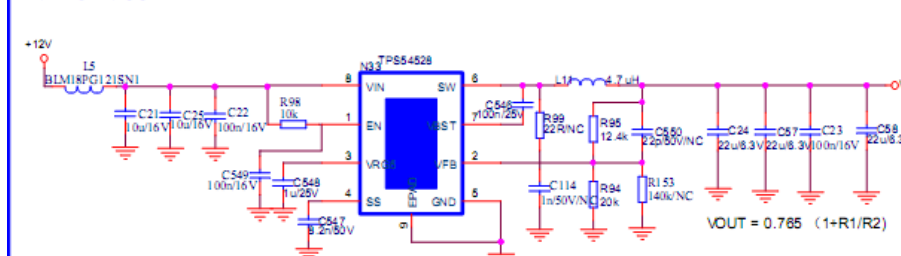 +12V
L5
BLM18PG121SN1
C21
10u/16V
C25
10u/16V
C22
100n/16V
R98
10k
C549
100n/16V
C548
1u/25V
C547
8.2n/50V
N33
TPS54528
8
VIN
1
EN
3
4
SS
6
SW
7
VBST
2
VFB
5
GND
EPAD
9
C546
100n/25V
R99
22R/NC
C114
1n/50V/NC
L11
4.7uH
R95
12.4k
R94
20k
C550
22p/50V/NC
R153
140k/NC
C24
22u/6.3V
C57
22u/6.3V
C23
100n/16V
C58
22u/6.3
VOUT = 0.765 （1+R1/R2)